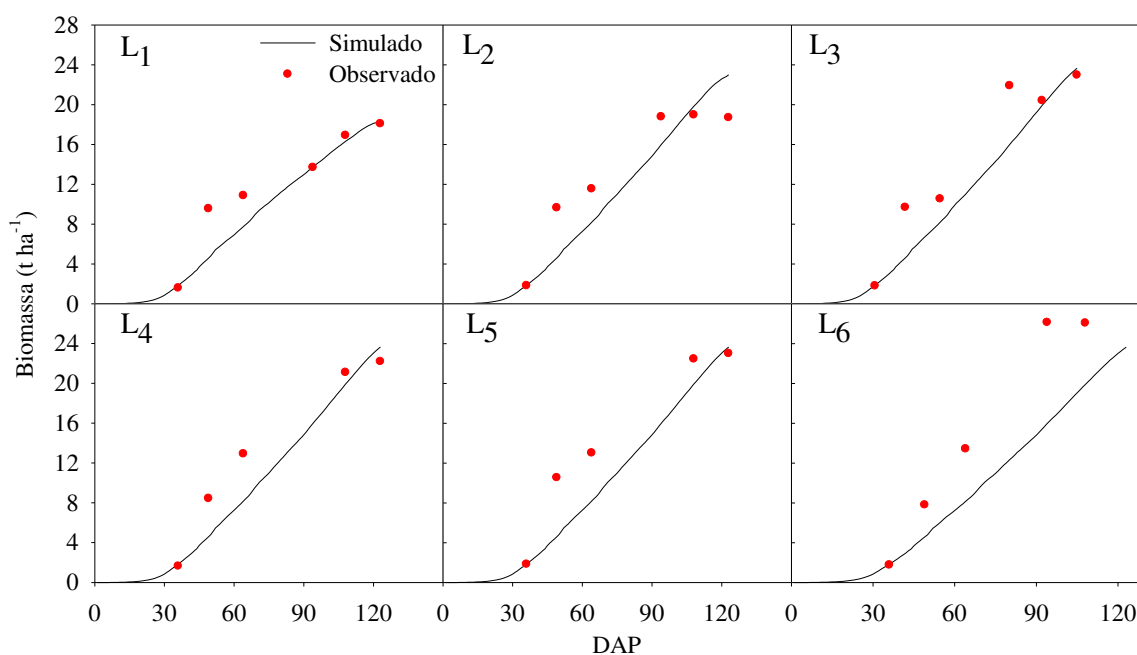 Biomassa (t ha⁻¹)
28
24
20
16
12
8
4
0
L₁
Simulado
Observado
L₂
L₃
24
20
16
12
8
4
0
L₄
L₅
L₆
0 30 60 90 120 0 30 60 90 120 0 30 60 90 120
DAP